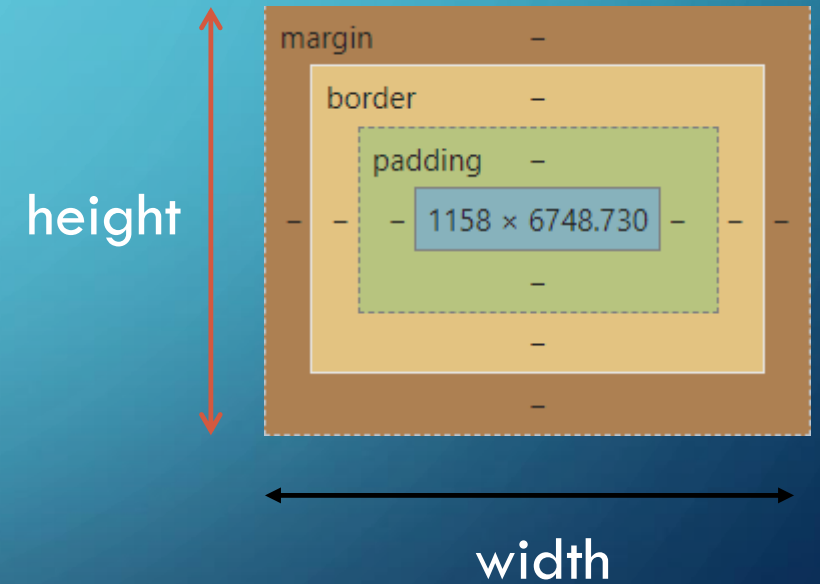 margin –
border –
padding –
height
– – – 1158 × 6748.730 – – –
–
–
–
width